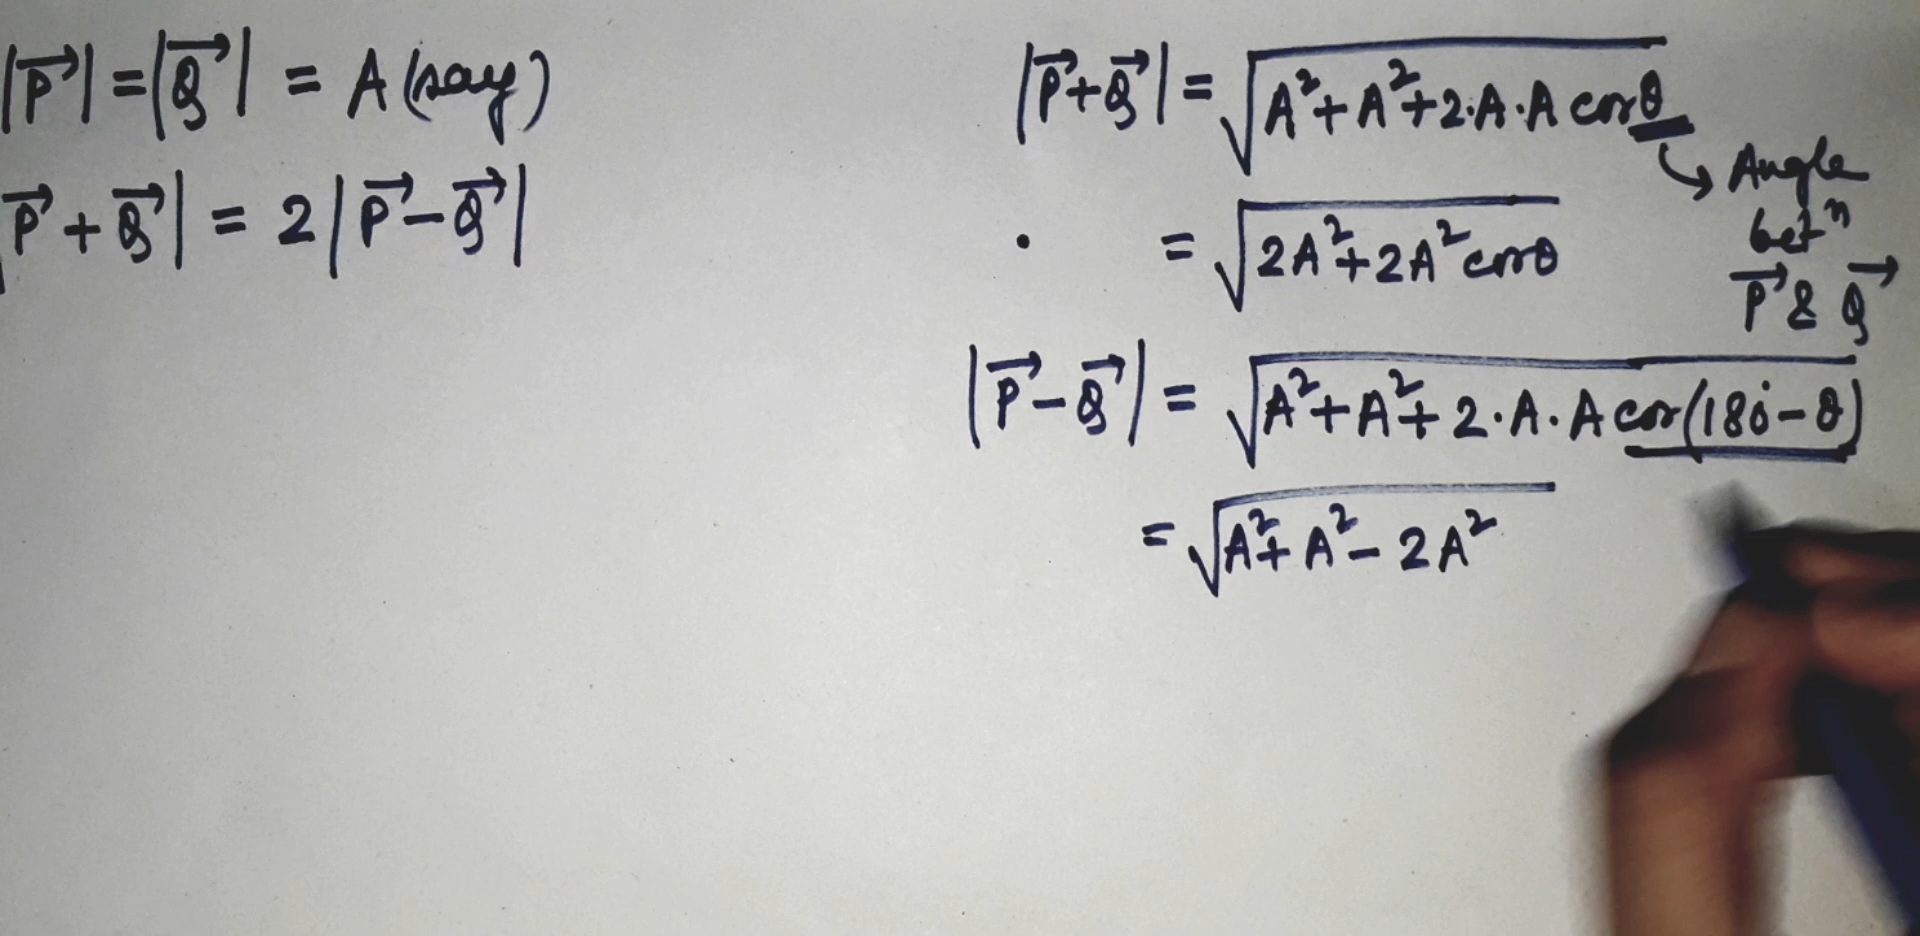 |P⃗| = |Q⃗| = A (say)
P⃗ + Q⃗| = 2|P⃗ - Q⃗|
|P⃗+Q⃗| = √(A²+A²+2·A·A cosθ)
↳ Angle
betⁿ
P⃗ & Q⃗
= √(2A²+2A² cosθ)
|P⃗-Q⃗| = √(A²+A²+2·A·A cos(180°-θ))
= √(A²+A²-2A²